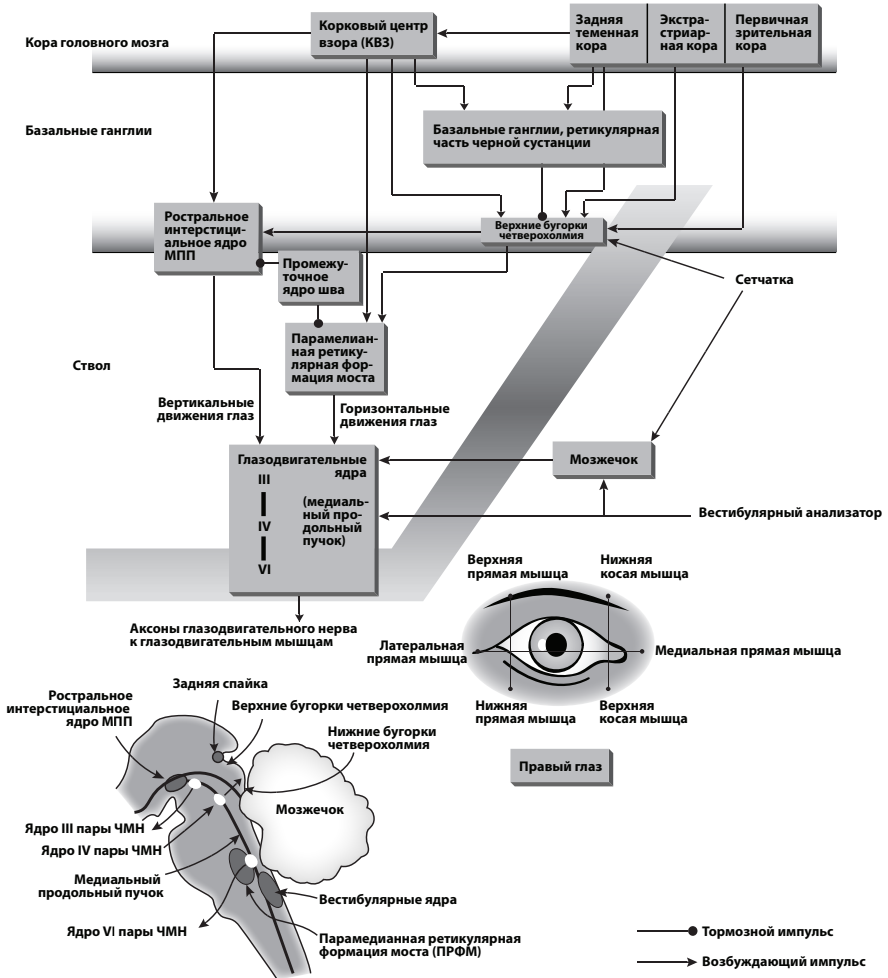 Кора головного мозга
Корковый центр
взора (КВЗ)
Задняя
теменная
кора
Экстра-
стриар-
ная кора
Первичная
зрительная
кора
Базальные ганглии
Базальные ганглии, ретикулярная
часть черной сустанции
Ростральное
интерстици-
альное ядро
МПП
Верхние бугорки
четверохолмия
Промежу-
точное
ядро шва
Сетчатка
Парамелиан-
ная ретику-
лярная фор-
мация моста
Ствол
Вертикальные
движения глаз
Горизонтальные
движения глаз
Глазодвигательные
ядра
III
(медиаль-
ный про-
дольный
пучок)
IV
VI
Мозжечок
Вестибулярный анализатор
Аксоны глазодвигательного нерва
к глазодвигательным мышцам
Верхняя
прямая мышца
Нижняя
косая мышца
Латеральная
прямая мышца
Медиальная прямая мышца
Нижняя
прямая мышца
Верхняя
косая мышца
Правый глаз
Задняя спайка
Ростральное
интерстициальное
ядро МПП
Верхние бугорки четверохолмия
Нижние бугорки
четверохолмия
Мозжечок
Ядро III пары ЧМН
Ядро IV пары ЧМН
Медиальный
продольный пучок
Вестибулярные ядра
Ядро VI пары ЧМН
Парамедианная ретикулярная
формация моста (ПРФМ)
Тормозной импульс
Возбуждающий импульс